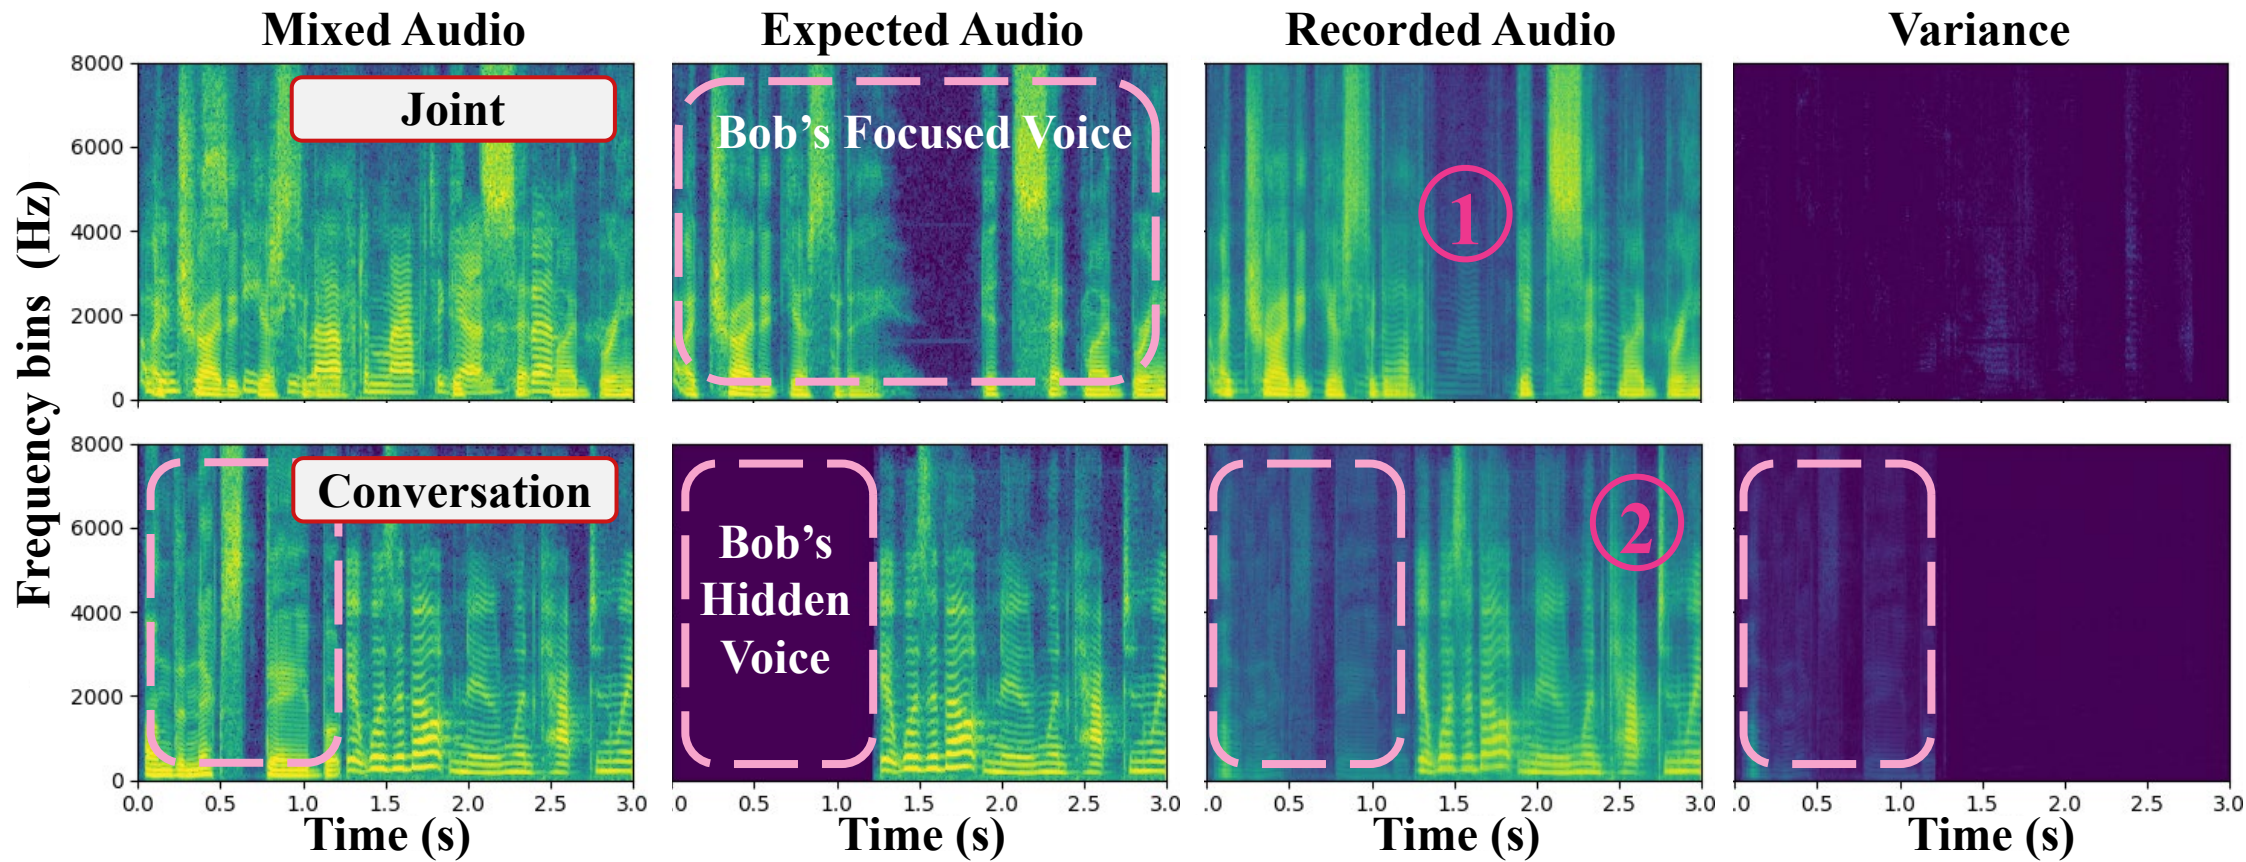 Mixed Audio
Expected Audio
Recorded Audio
Variance
Frequency bins (Hz)
8000
6000
4000
2000
0
Joint
Bob's Focused Voice
1
8000
6000
4000
2000
0
Conversation
Bob's
Hidden
Voice
2
0.0 0.5 1.0 1.5 2.0 2.5 3.0
.0 0.5 1.0 1.5 2.0 2.5 3.0
.0 0.5 1.0 1.5 2.0 2.5 3.0
.0 0.5 1.0 1.5 2.0 2.5 3.0
Time (s)
Time (s)
Time (s)
Time (s)